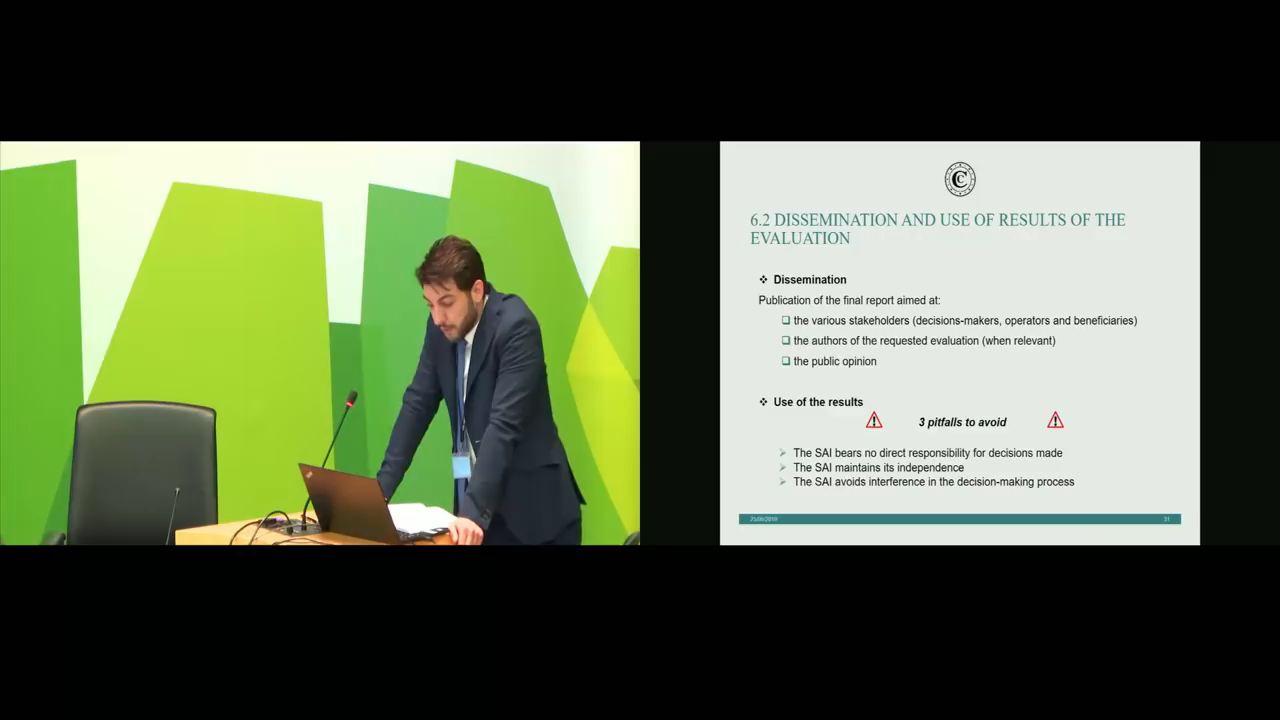 6.2 DISSEMINATION AND USE OF RESULTS OF THE
EVALUATION
❖ Dissemination
Publication of the final report aimed at:
❑ the various stakeholders (decisions-makers, operators and beneficiaries)
❑ the authors of the requested evaluation (when relevant)
❑ the public opinion
❖ Use of the results
3 pitfalls to avoid
➢ The SAI bears no direct responsibility for decisions made
➢ The SAI maintains its independence
➢ The SAI avoids interference in the decision-making process
31